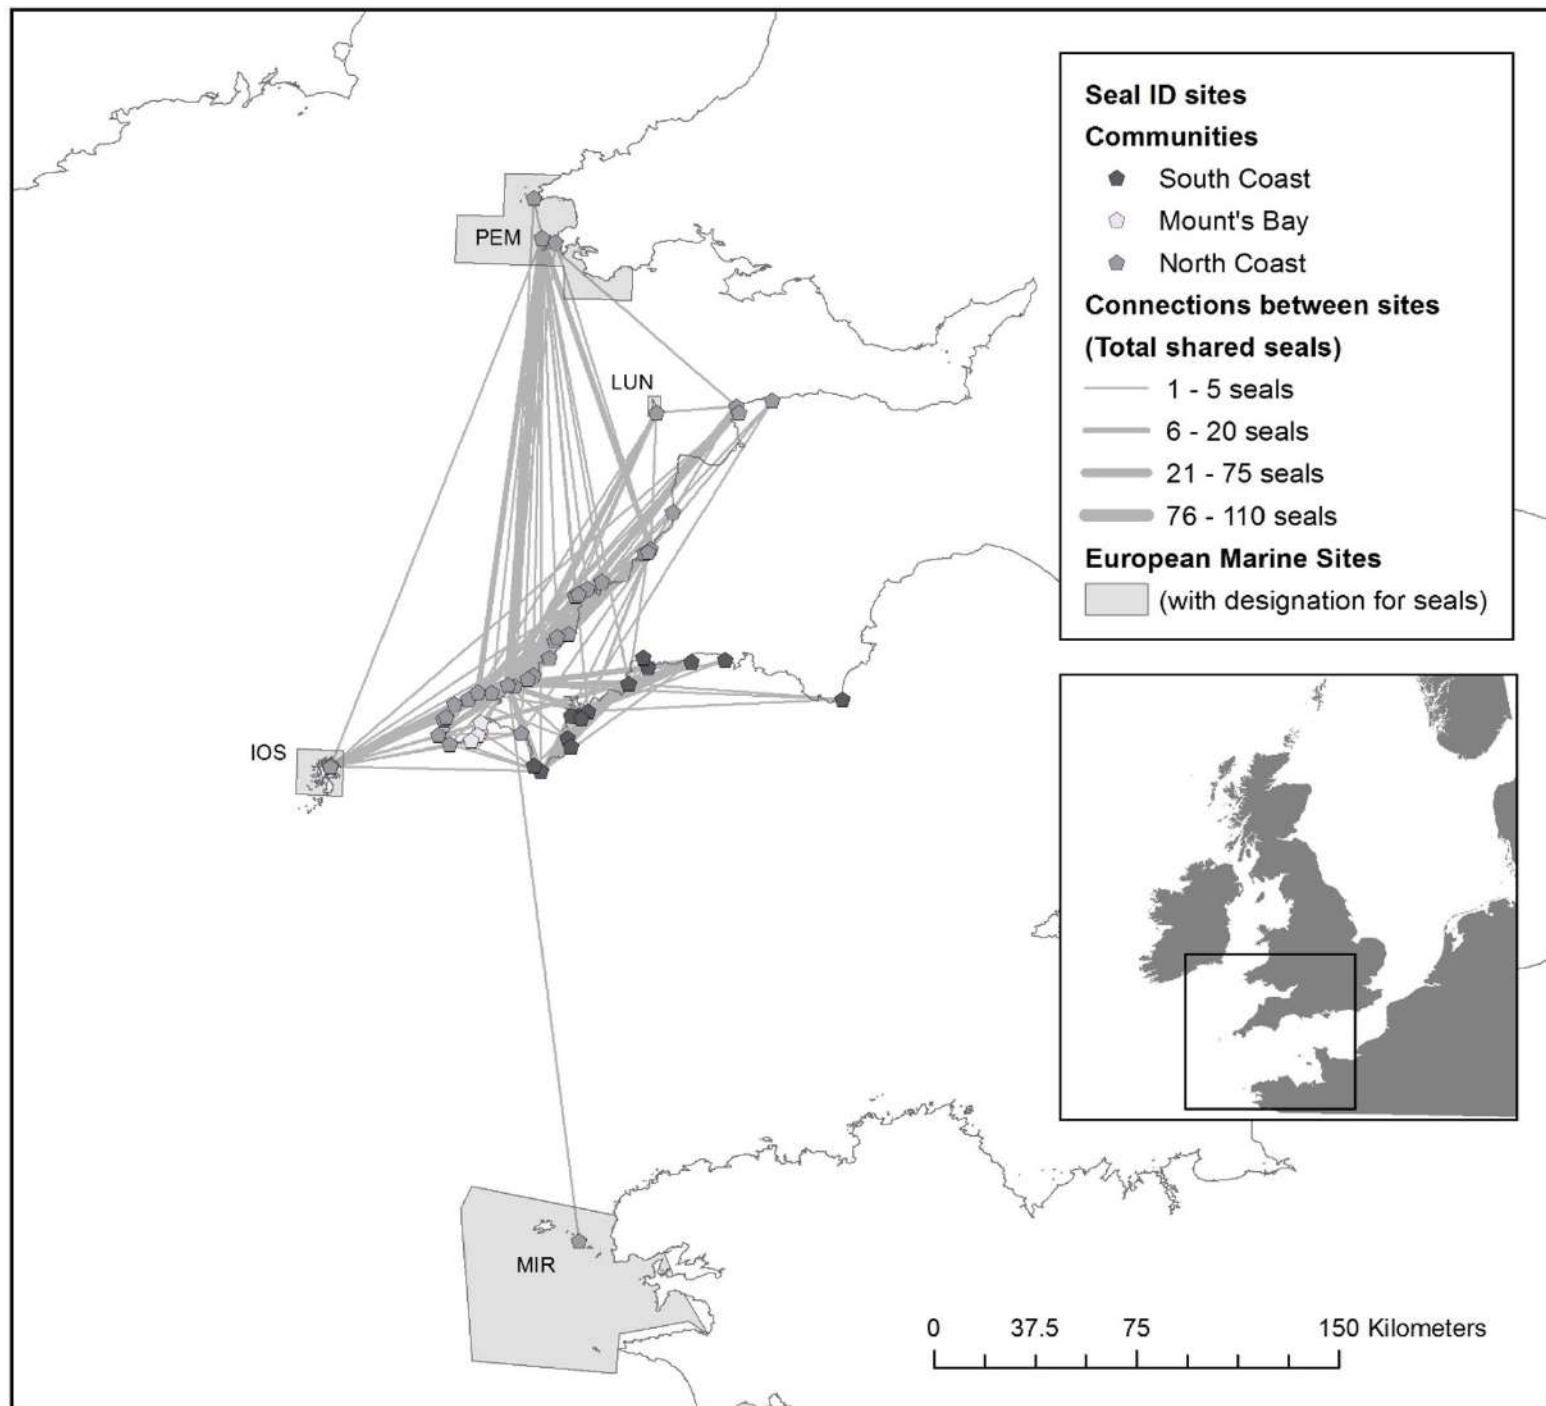 Seal ID sites
Communities
South Coast
Mount's Bay
North Coast
Connections between sites
(Total shared seals)
1 - 5 seals
6 - 20 seals
21 - 75 seals
76 - 110 seals
European Marine Sites
(with designation for seals)
PEM
LUN
IOS
MIR
0 37.5 75 150 Kilometers